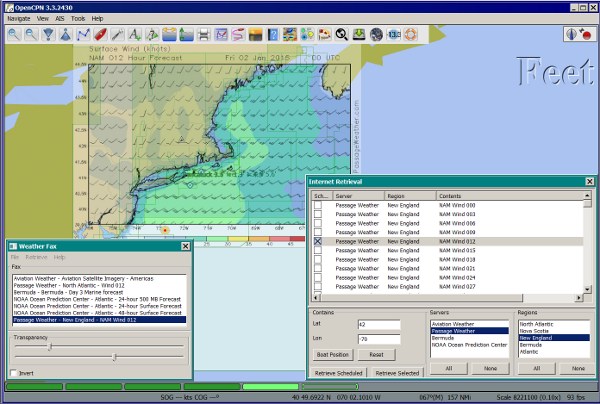 OpenCPN 3.3.2430
Navigate View AIS Tools Help
Surface Wind (knots)
NAM 012 Hour Forecast Fri 02 Jan 2015 00 UTC
Feet
PassageWeather.com
Internet Retrieval
Sch... Server Region Contents
Passage Weather New England NAM Wind 000
Passage Weather New England NAM Wind 003
Passage Weather New England NAM Wind 006
Passage Weather New England NAM Wind 009
Passage Weather New England NAM Wind 012
Passage Weather New England NAM Wind 015
Passage Weather New England NAM Wind 018
Passage Weather New England NAM Wind 021
Passage Weather New England NAM Wind 024
Passage Weather New England NAM Wind 027
Contains
Lat 42
Lon -70
Boat Position Reset
Retrieve Scheduled Retrieve Selected
Servers
Aviation Weather
Passage Weather
Bermuda
NOAA Ocean Prediction Center
All None
Regions
North Atlantic
Nova Scotia
New England
Bermuda
Atlantic
All None
Weather Fax
File Retrieve Help
Fax
Aviation Weather - Aviation Satellite Imagery - Americas
Passage Weather - North Atlantic - Wind 012
Bermuda - Bermuda - Day 3 Marine forecast
NOAA Ocean Prediction Center - Atlantic - 24-hour 500 MB Forecast
NOAA Ocean Prediction Center - Atlantic - 24-hour Surface Forecast
NOAA Ocean Prediction Center - Atlantic - 48-hour Surface Forecast
Passage Weather - New England - NAM Wind 012
Transparency
Invert
SOG --- kts COG ---° 40 49.6922 N 070 02.1010 W 067°(M) 157 NMi Scale 8221100 (0.10x) 93 fps